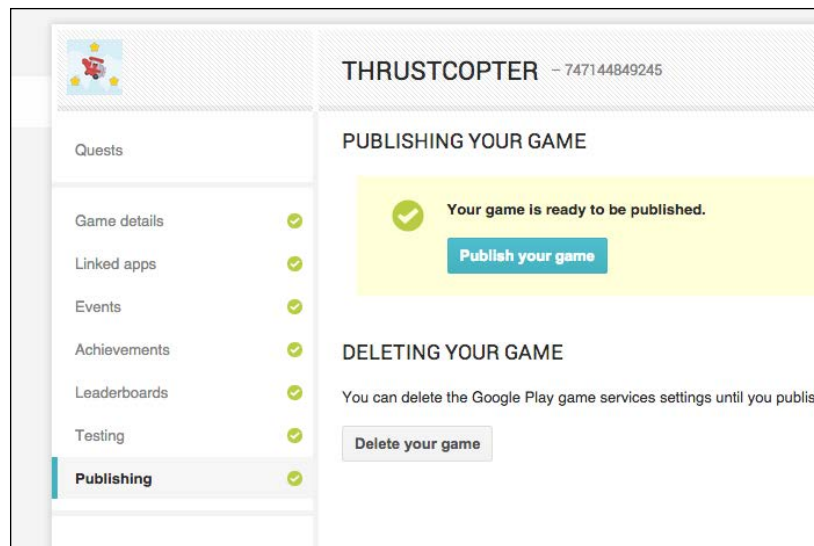 THRUSTCOPTER – 747144849245
Quests
Game details
Linked apps
Events
Achievements
Leaderboards
Testing
Publishing
PUBLISHING YOUR GAME
Your game is ready to be published.
Publish your game
DELETING YOUR GAME
You can delete the Google Play game services settings until you publis
Delete your game